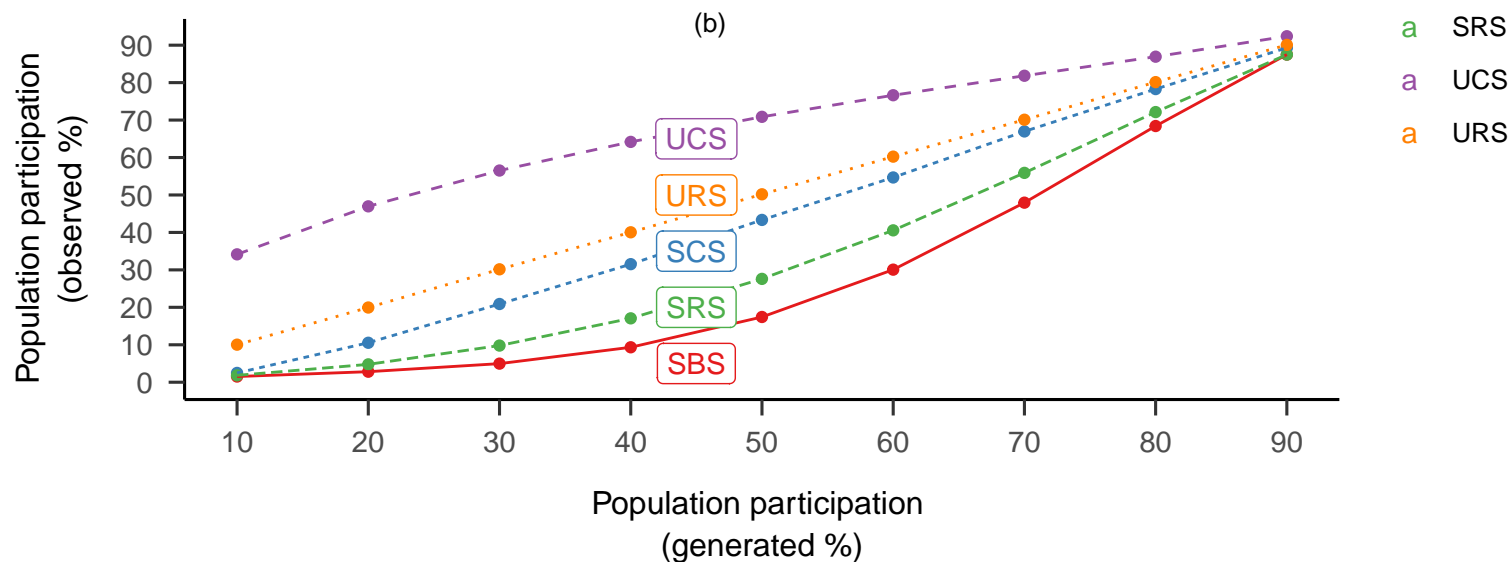 (b)
Population participation
(observed %)
90
80
70
60
50
40
30
20
10
0
UCS
URS
SCS
SRS
SBS
10 20 30 40 50 60 70 80 90
Population participation
(generated %)
a SRS
a UCS
a URS